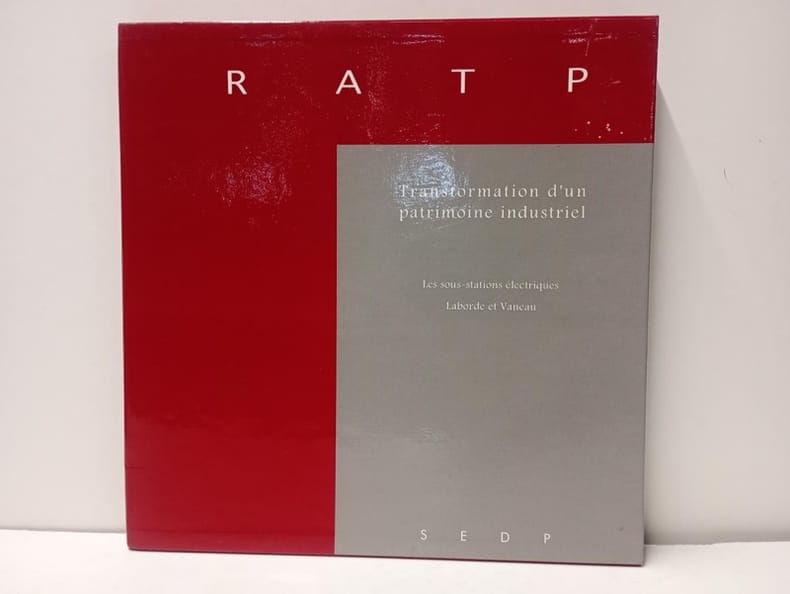 R A T P
Transformation d'un
patrimoine industriel
Les sous-stations électriques
Laborde et Vaneau
S E D P